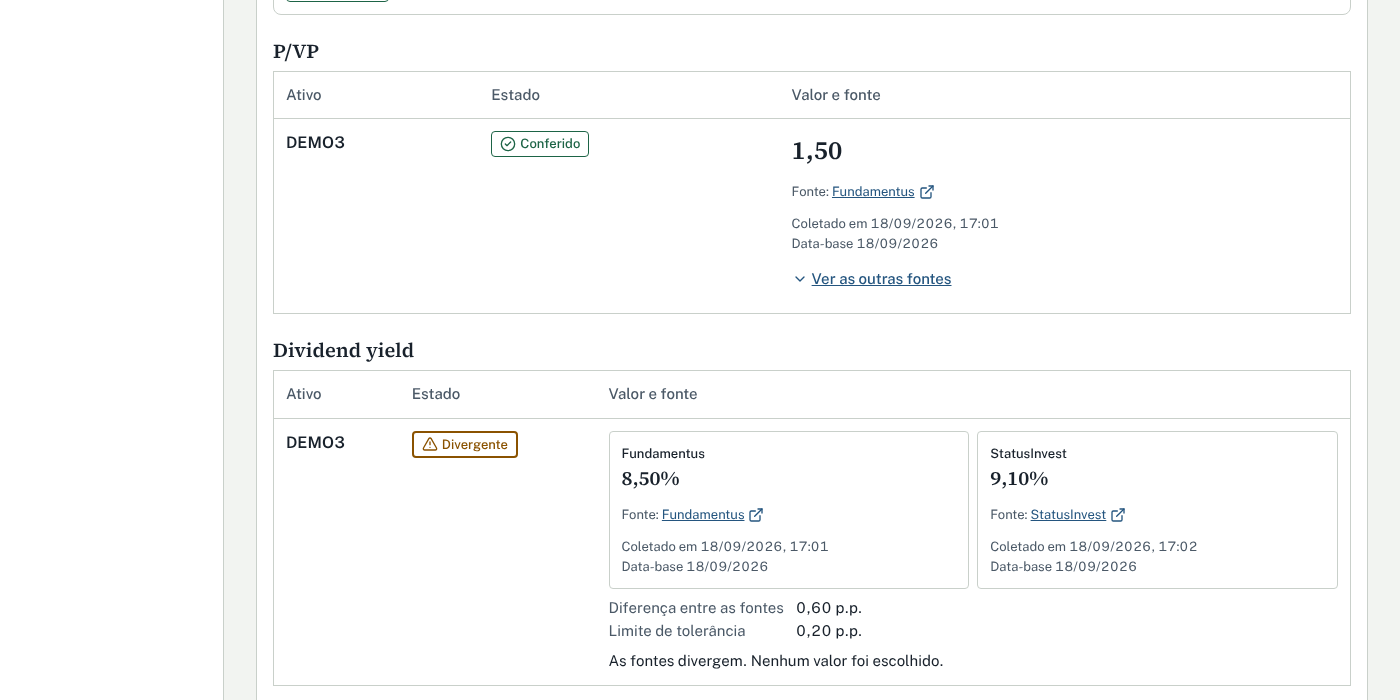 P/VP
Ativo Estado Valor e fonte
DEMO3 Conferido 1,50
Fonte: Fundamentus
Coletado em 18/09/2026, 17:01
Data-base 18/09/2026
Ver as outras fontes
Dividend yield
Ativo Estado Valor e fonte
DEMO3 Divergente
Fundamentus
8,50%
Fonte: Fundamentus
Coletado em 18/09/2026, 17:01
Data-base 18/09/2026
StatusInvest
9,10%
Fonte: StatusInvest
Coletado em 18/09/2026, 17:02
Data-base 18/09/2026
Diferença entre as fontes 0,60 p.p.
Limite de tolerância 0,20 p.p.
As fontes divergem. Nenhum valor foi escolhido.